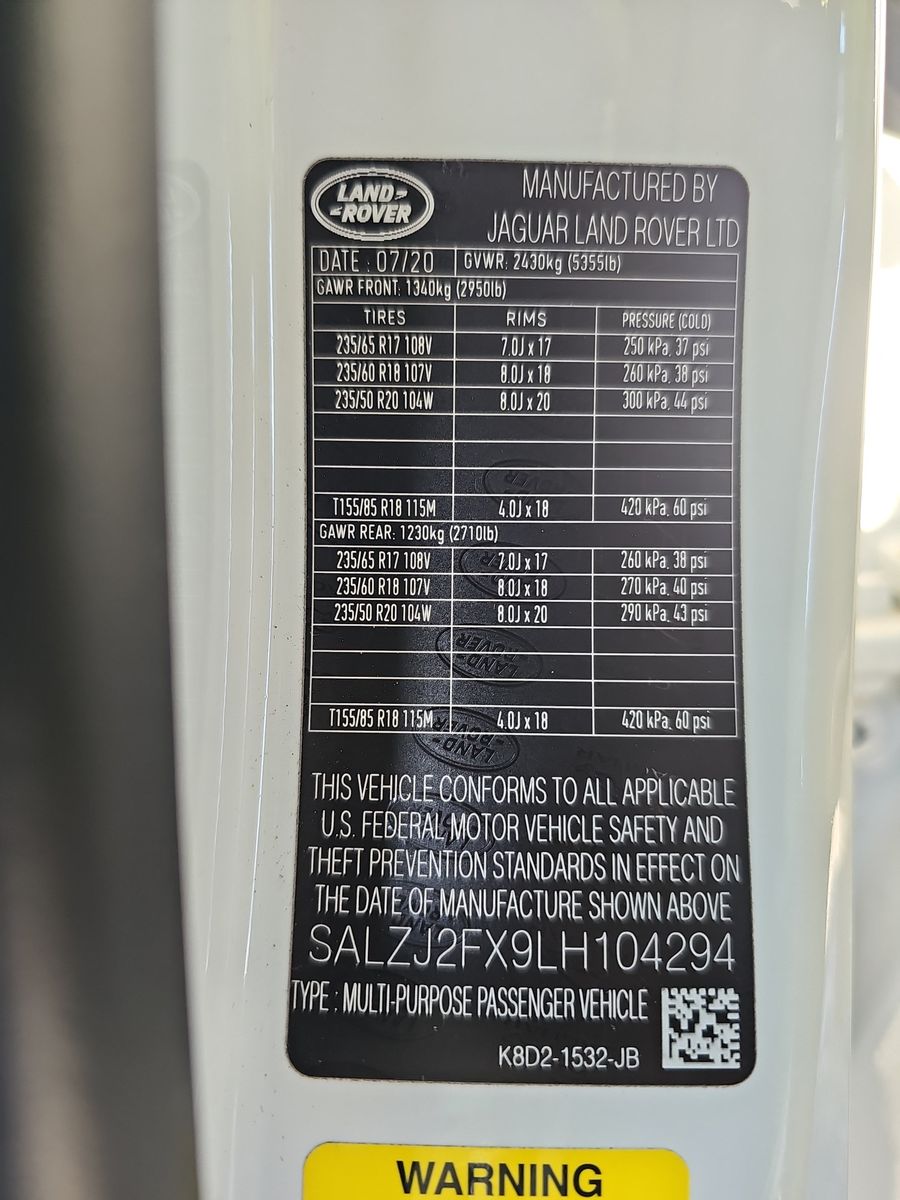 LAND-
-ROVER
MANUFACTURED BY
JAGUAR LAND ROVER LTD
DATE : 07/20 GVWR: 2430kg (5355lb)
GAWR FRONT: 1340kg (2950lb)
TIRES RIMS PRESSURE (COLD)
235/65 R17 108V 7.0J x 17 250 kPa, 37 psi
235/60 R18 107V 8.0J x 18 260 kPa, 38 psi
235/50 R20 104W 8.0J x 20 300 kPa, 44 psi
T155/85 R18 115M 4.0J x 18 420 kPa, 60 psi
GAWR REAR: 1230kg (2710lb)
235/65 R17 108V 7.0J x 17 260 kPa, 38 psi
235/60 R18 107V 8.0J x 18 270 kPa, 40 psi
235/50 R20 104W 8.0J x 20 290 kPa, 43 psi
T155/85 R18 115M 4.0J x 18 420 kPa, 60 psi
THIS VEHICLE CONFORMS TO ALL APPLICABLE
U.S. FEDERAL MOTOR VEHICLE SAFETY AND
THEFT PREVENTION STANDARDS IN EFFECT ON
THE DATE OF MANUFACTURE SHOWN ABOVE
SALZJ2FX9LH104294
TYPE : MULTI-PURPOSE PASSENGER VEHICLE
K8D2-1532-JB
WARNING